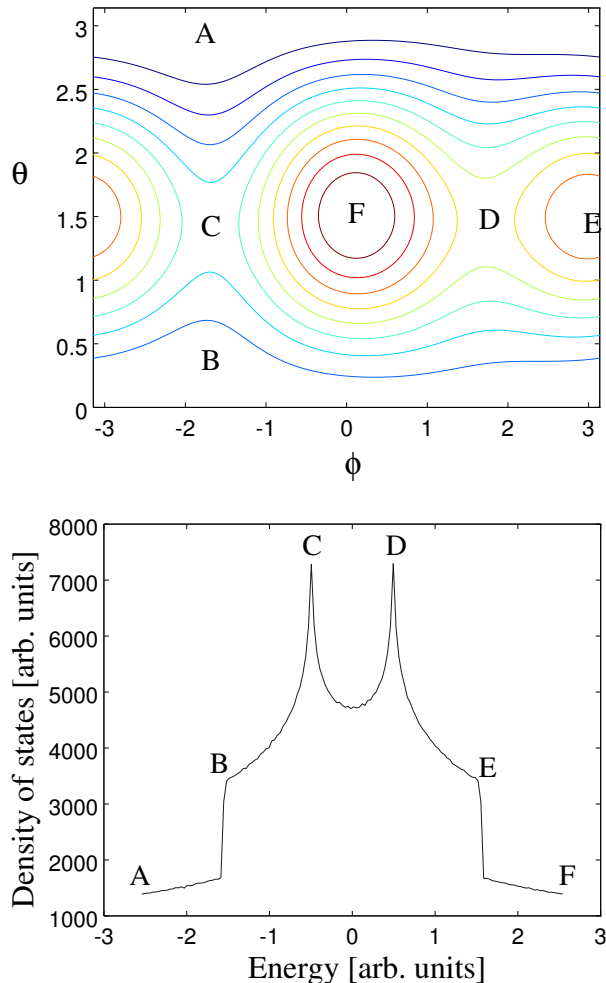 A
3
2.5
θ
2
1.5
C
F
D
E
1
0.5
B
0
-3
-2
-1
0
1
2
3
ϕ
8000
C
D
7000
6000
Density of states [arb. units]
5000
4000
B
E
3000
2000
A
F
1000
-3
-2
-1
0
1
2
3
Energy [arb. units]